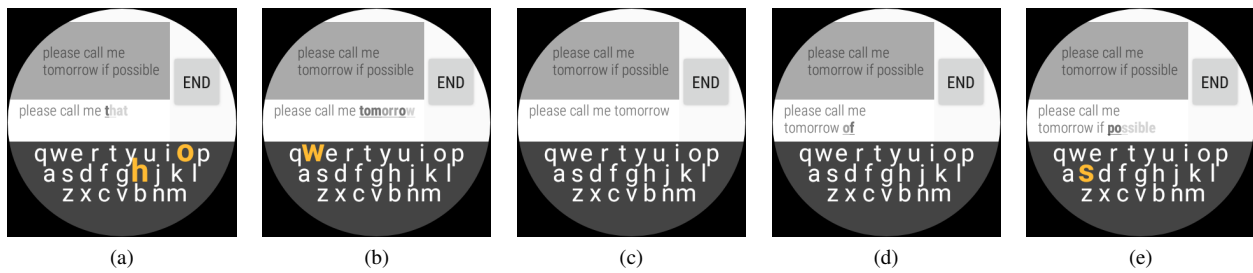 please call me
tomorrow if possible
END
please call me that
qwertyuiop
asdfghjkl
zxcvbnm
(a)
please call me
tomorrow if possible
END
please call me tomorrow
qwertyuiop
asdfghjkl
zxcvbnm
(b)
please call me
tomorrow if possible
END
please call me tomorrow
qwertyuiop
asdfghjkl
zxcvbnm
(c)
please call me
tomorrow if possible
END
please call me
tomorrow of
qwertyuiop
asdfghjkl
zxcvbnm
(d)
please call me
tomorrow if possible
END
please call me
tomorrow if possible
qwertyuiop
asdfghjkl
zxcvbnm
(e)